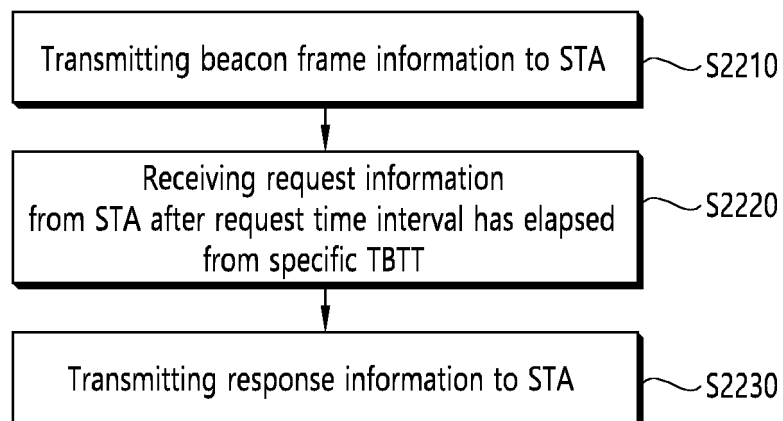 Transmitting beacon frame information to STA
S2210
Receiving request information
from STA after request time interval has elapsed
from specific TBTT
S2220
Transmitting response information to STA
S2230